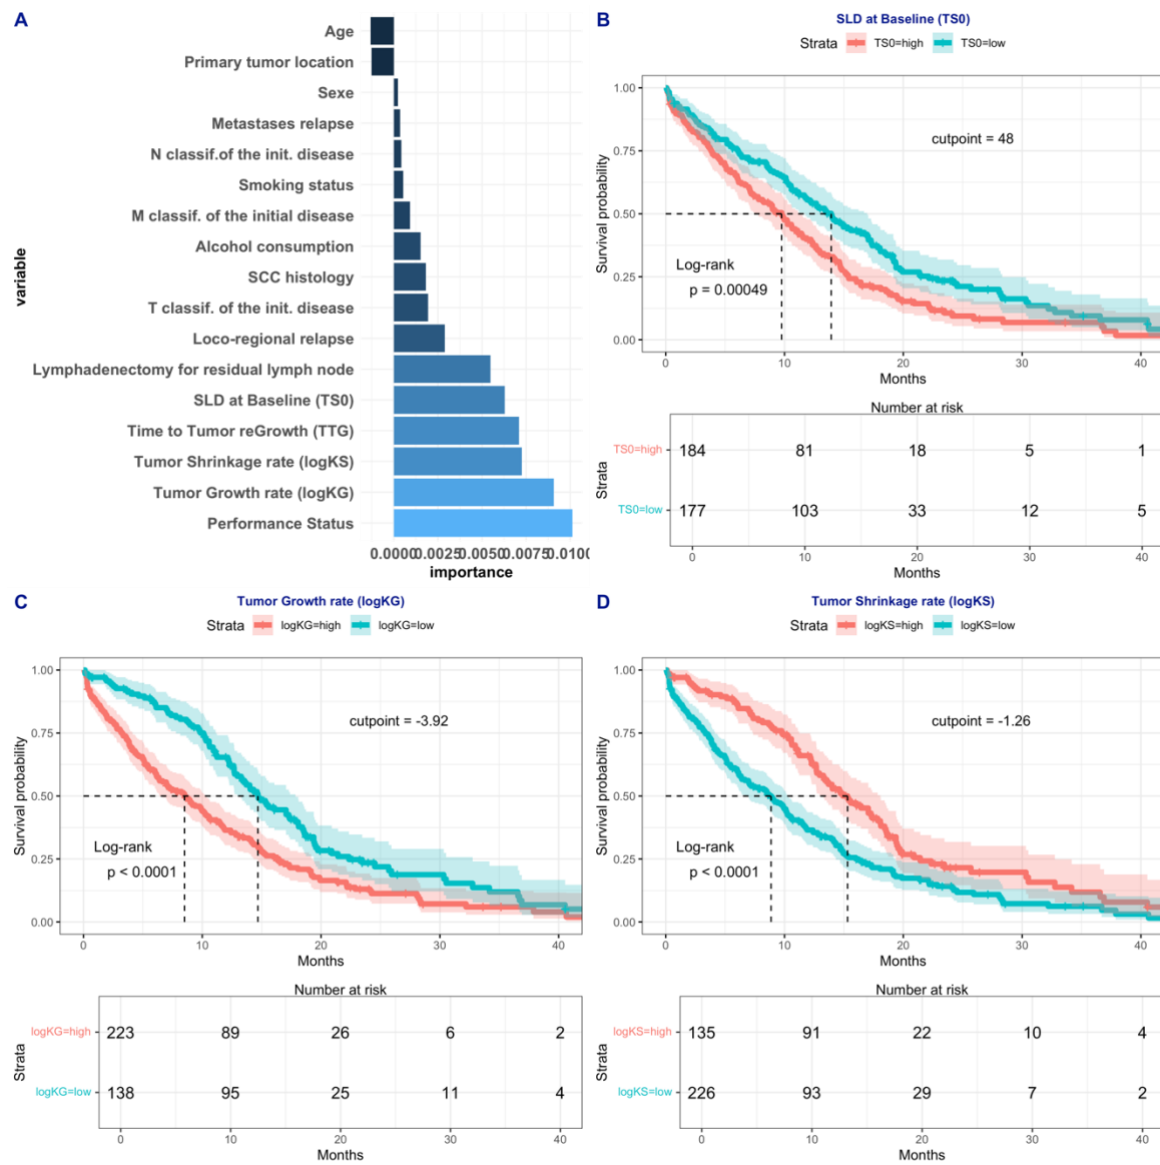 A
Age
Primary tumor location
Sexe
Metastases relapse
N classif.of the init. disease
Smoking status
M classif. of the initial disease
Alcohol consumption
SCC histology
T classif. of the init. disease
Loco-regional relapse
Lymphadenectomy for residual lymph node
SLD at Baseline (TS0)
Time to Tumor reGrowth (TTG)
Tumor Shrinkage rate (logKS)
Tumor Growth rate (logKG)
Performance Status
variable
0.0000 0.0025 0.0050 0.0075 0.010
importance
B
SLD at Baseline (TS0)
Strata TS0=high TS0=low
Survival probability
1.00
0.75
0.50
0.25
0.00
cutpoint = 48
Log-rank
p = 0.00049
0 10 20 30 40
Months
Number at risk
Strata
TS0=high 184 81 18 5 1
TS0=low 177 103 33 12 5
0 10 20 30 40
Months
C
Tumor Growth rate (logKG)
Strata logKG=high logKG=low
Survival probability
1.00
0.75
0.50
0.25
0.00
cutpoint = -3.92
Log-rank
p < 0.0001
0 10 20 30 40
Months
Number at risk
Strata
logKG=high 223 89 26 6 2
logKG=low 138 95 25 11 4
0 10 20 30 40
Months
D
Tumor Shrinkage rate (logKS)
Strata logKS=high logKS=low
Survival probability
1.00
0.75
0.50
0.25
0.00
cutpoint = -1.26
Log-rank
p < 0.0001
0 10 20 30 40
Months
Number at risk
Strata
logKS=high 135 91 22 10 4
logKS=low 226 93 29 7 2
0 10 20 30 40
Months